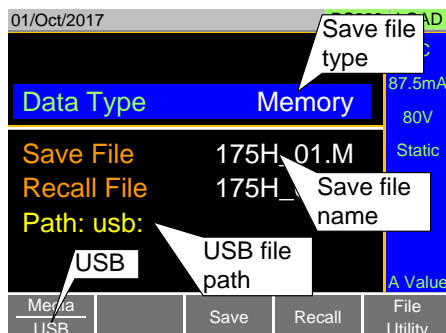 01/Oct/2017
Save file
type
87.5mA
Data Type Memory
80V
Save File 175H_01.M
Static
Recall File 175H_
Save file
name
Path: usb:
USB
USB file
path
A Value
Media
USB
Save
Recall
File
Utility